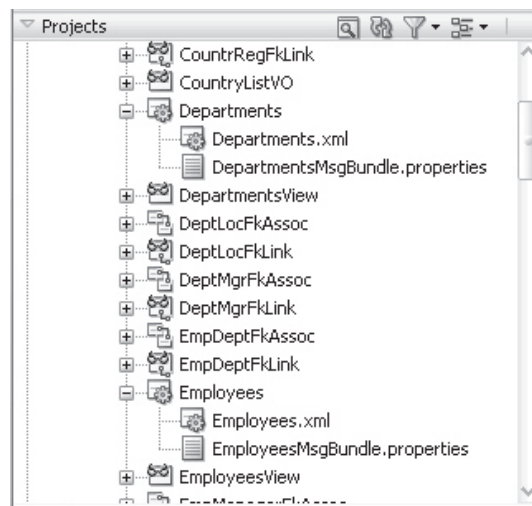 Projects
CountrRegFkLink
CountryListVO
Departments
Departments.xml
DepartmentsMsgBundle.properties
DepartmentsView
DeptLocFkAssoc
DeptLocFkLink
DeptMgrFkAssoc
DeptMgrFkLink
EmpDeptFkAssoc
EmpDeptFkLink
Employees
Employees.xml
EmployeesMsgBundle.properties
EmployeesView
EmpManagerFkAssoc